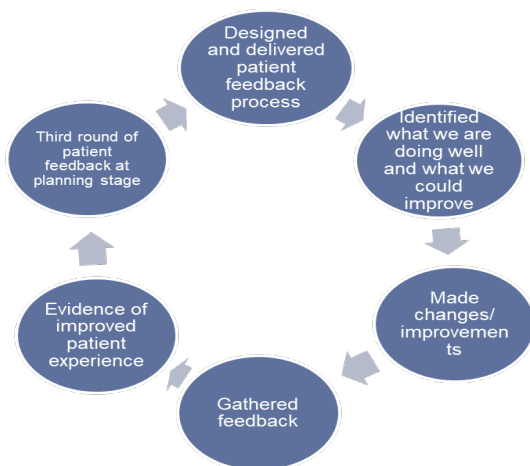 Designed
and delivered
patient
feedback
process
Identified
what we are
doing well
and what we
could
improve
Made
changes/
improvemen
ts
Gathered
feedback
Evidence of
improved
patient
experience
Third round of
patient
feedback at
planning stage